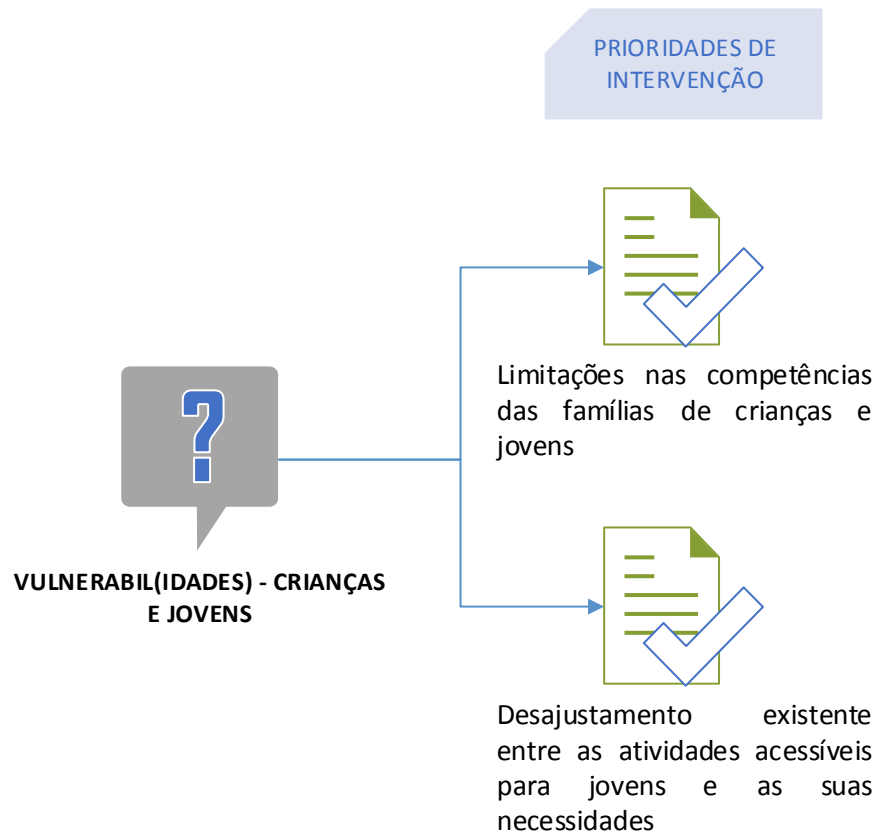 PRIORIDADES DE
INTERVENÇÃO
?
Limitações nas competências
das famílias de crianças e
jovens
VULNERABIL(IDADES) - CRIANÇAS
E JOVENS
Desajustamento existente
entre as atividades acessíveis
para jovens e as suas
necessidades